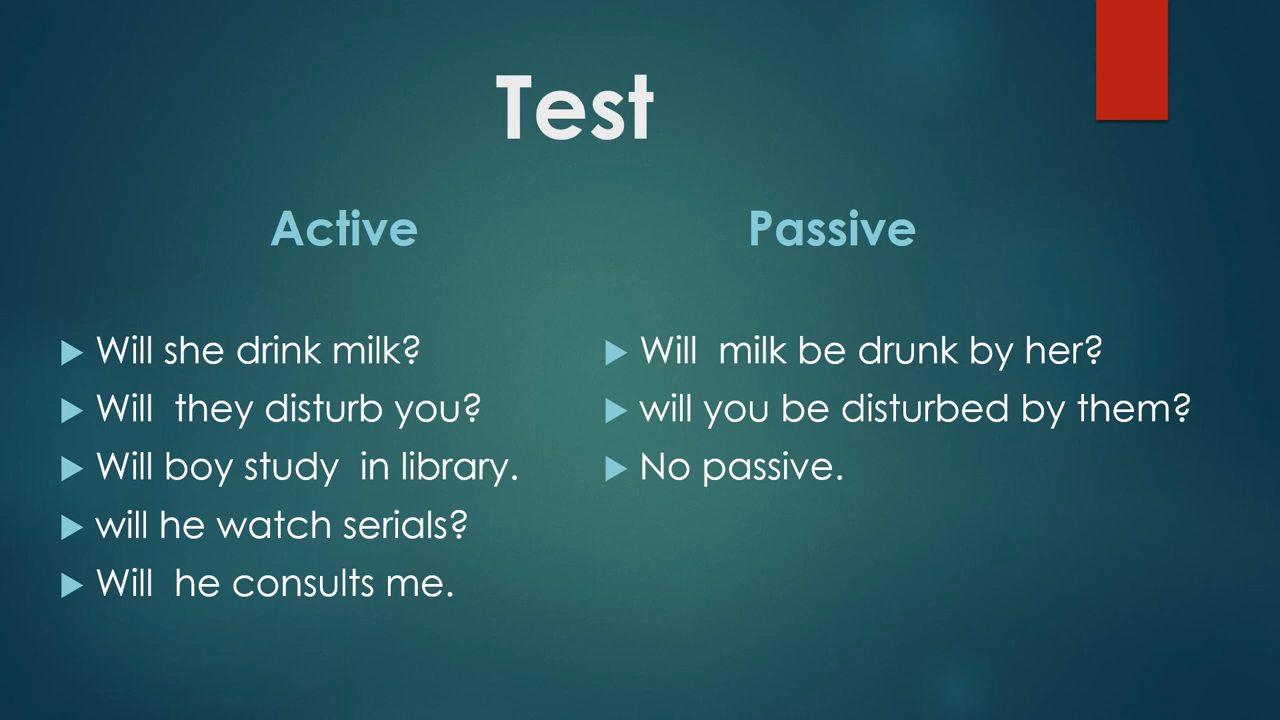 Test
Active
Passive
Will she drink milk?
Will they disturb you?
Will boy study in library.
will he watch serials?
Will he consults me.
Will milk be drunk by her?
will you be disturbed by them?
No passive.